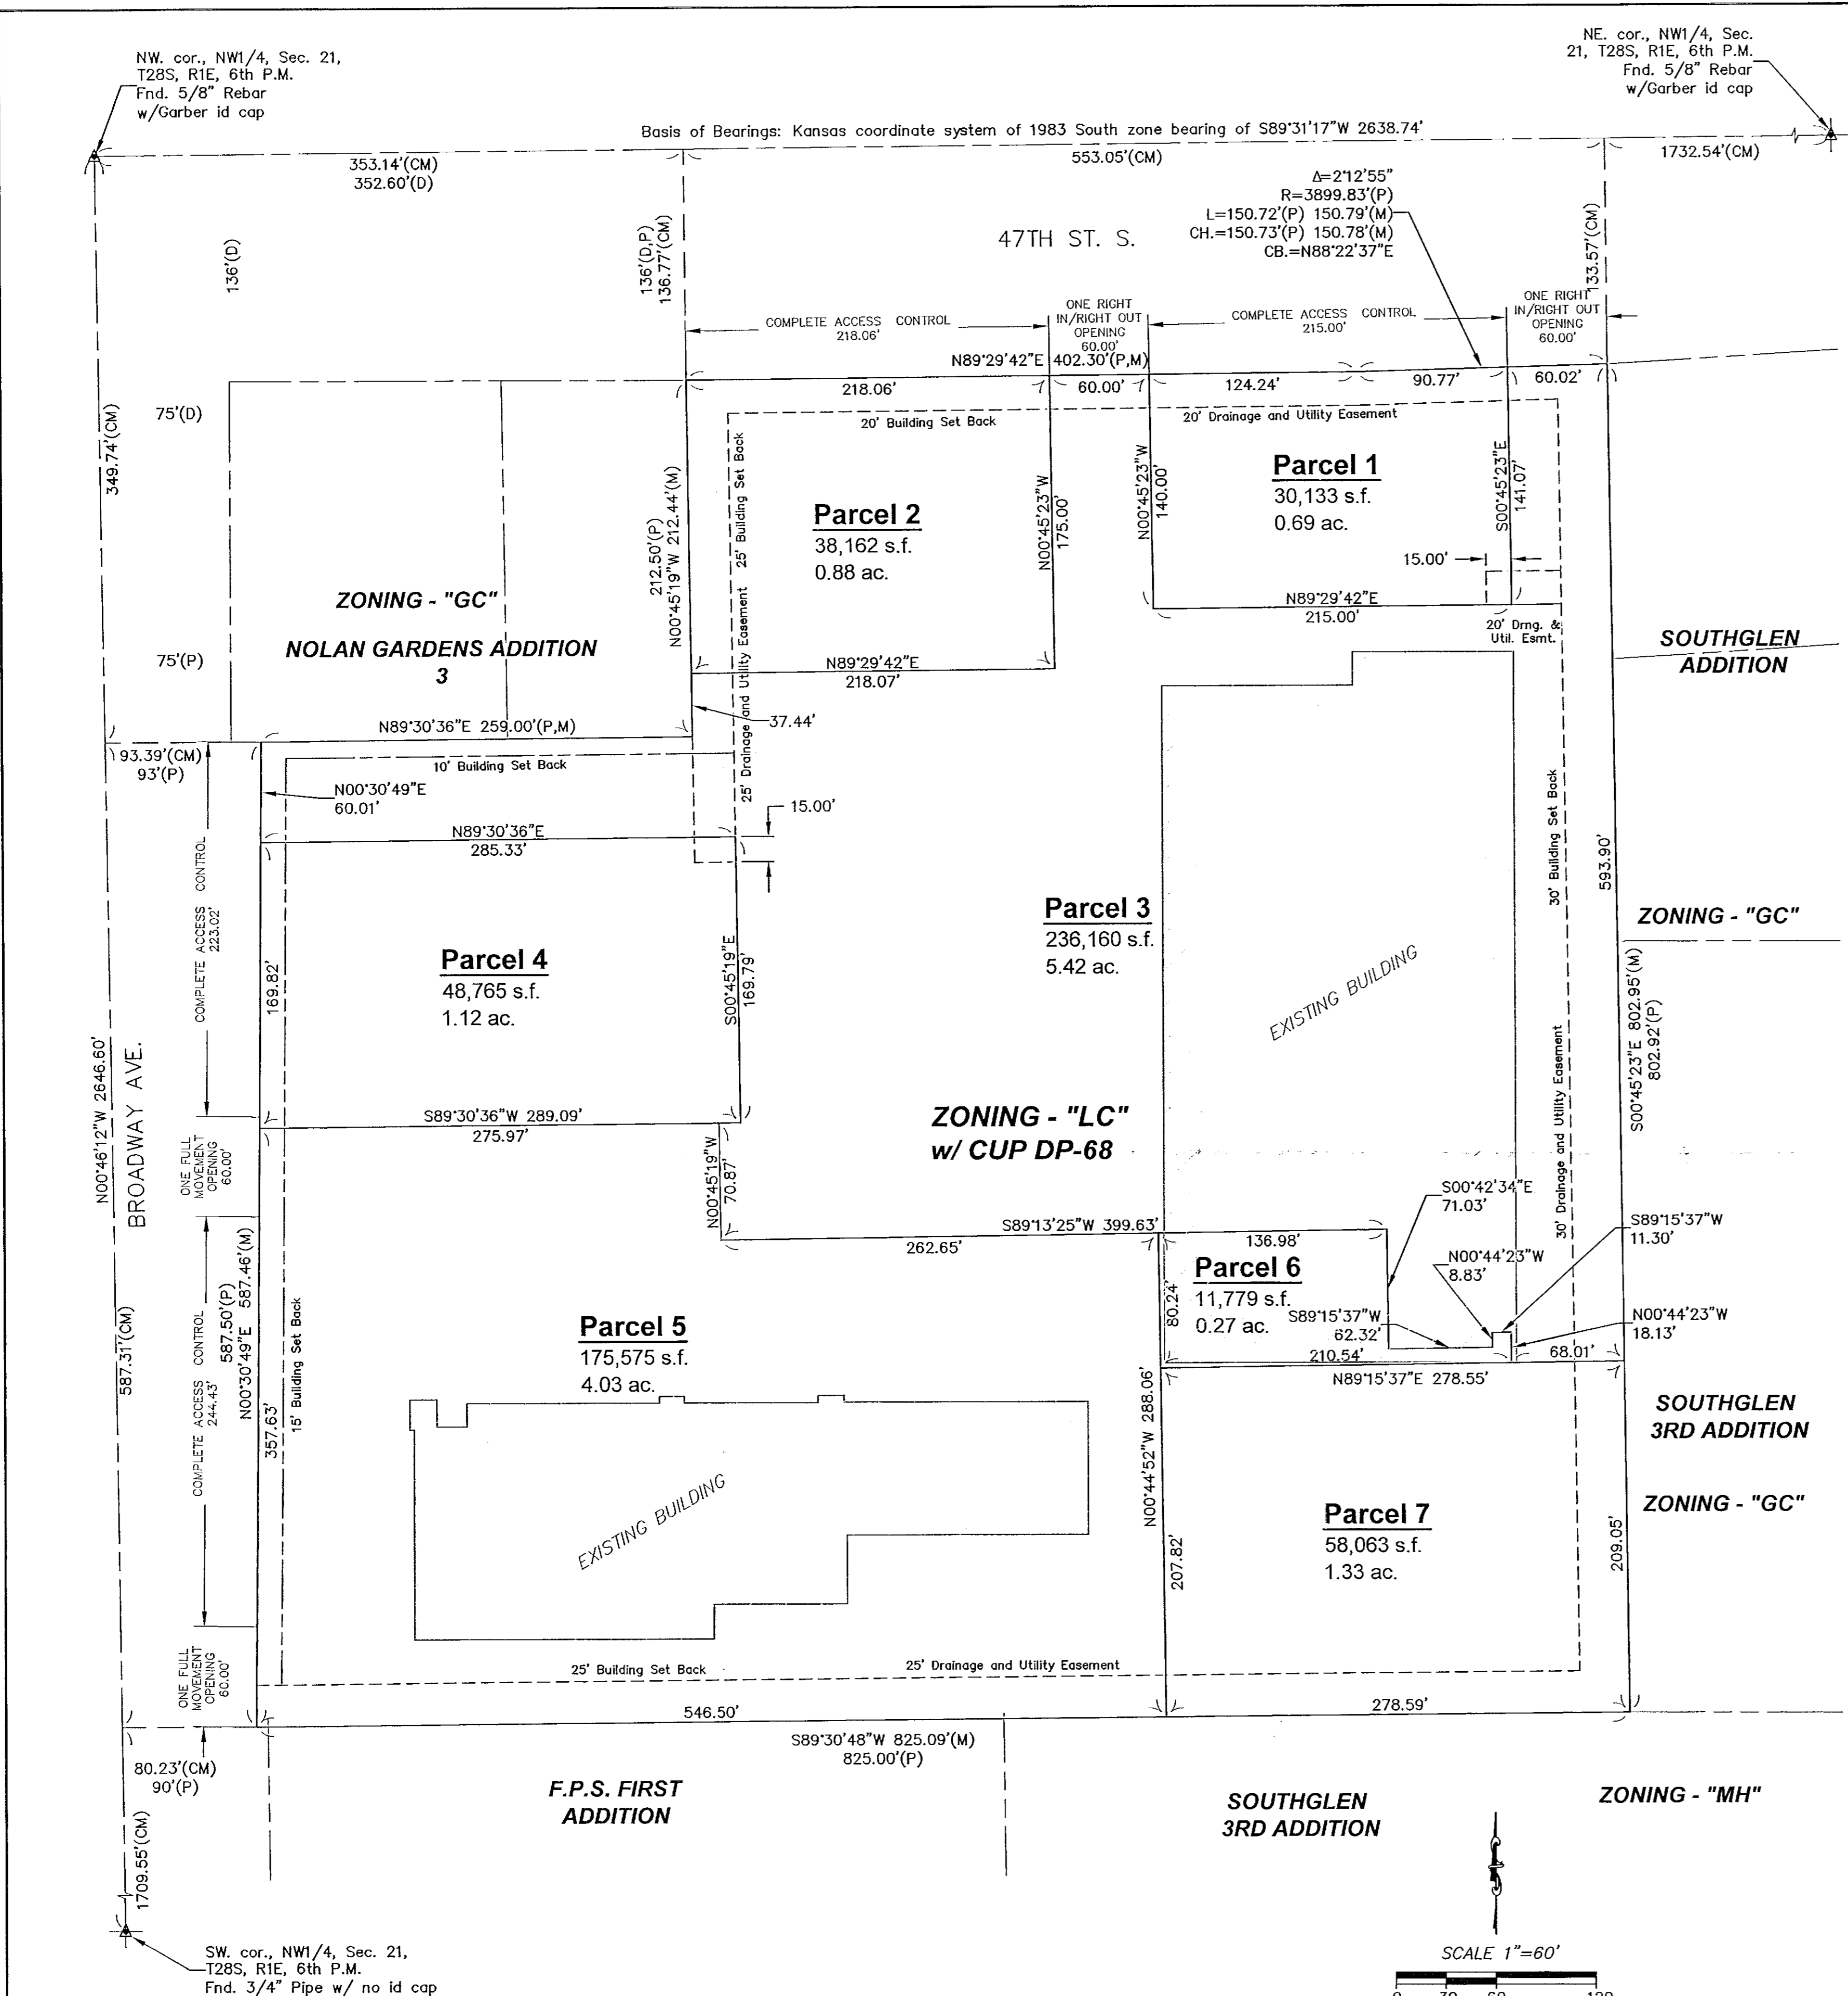 NW. cor., NW1/4, Sec. 21,
T28S, R1E, 6th P.M.
Fnd. 5/8" Rebar
w/Garber id cap
NE. cor., NW1/4, Sec.
21, T28S, R1E, 6th P.M.
Fnd. 5/8" Rebar
w/Garber id cap
Basis of Bearings: Kansas coordinate system of 1983 South zone bearing of S89°31'17"W 2638.74'
353.14'(CM)
352.60'(D)
553.05'(CM)
1732.54'(CM)
Δ=2°12'55"
R=3899.83'(P)
L=150.72'(P) 150.79'(M)
CH.=150.73'(P) 150.78'(M)
CB.=N88°22'37"E
47TH ST. S.
136'(D)
136'(D,P)
136.77'(CM)
133.57'(CM)
COMPLETE ACCESS CONTROL
218.06'
ONE RIGHT
IN/RIGHT OUT
OPENING
60.00'
COMPLETE ACCESS CONTROL
215.00'
ONE RIGHT
IN/RIGHT OUT
OPENING
60.00'
N89°29'42"E 402.30'(P,M)
218.06'
60.00'
124.24'
90.77'
60.02'
20' Building Set Back
20' Drainage and Utility Easement
349.74'(CM)
75'(D)
75'(P)
ZONING - "GC"
NOLAN GARDENS ADDITION
3
212.50'(P)
N00°45'19"W 212.44'(M)
25' Building Set Back
25' Drainage and Utility Easement
Parcel 2
38,162 s.f.
0.88 ac.
N00°45'23"W
175.00'
N00°45'23"W
140.00'
Parcel 1
30,133 s.f.
0.69 ac.
S00°45'23"E
141.07'
15.00'
N89°29'42"E
215.00'
20' Drng. &
Util. Esmt.
SOUTHGLEN
ADDITION
N89°29'42"E
218.07'
37.44'
N89°30'36"E 259.00'(P,M)
93.39'(CM)
93'(P)
10' Building Set Back
N00°30'49"E
60.01'
15.00'
N89°30'36"E
285.33'
COMPLETE ACCESS CONTROL
223.02'
169.82'
Parcel 4
48,765 s.f.
1.12 ac.
S00°45'19"E
169.79'
Parcel 3
236,160 s.f.
5.42 ac.
EXISTING BUILDING
30' Building Set Back
30' Drainage and Utility Easement
593.90'
ZONING - "GC"
S00°45'23"E 802.95'(M)
802.92'(P)
N00°46'12"W 2646.60'
BROADWAY AVE.
S89°30'36"W 289.09'
275.97'
ONE FULL
MOVEMENT
OPENING
60.00'
N00°45'19"W
70.87'
ZONING - "LC"
w/ CUP DP-68
S00°42'34"E
71.03'
S89°13'25"W 399.63'
262.65'
136.98'
S89°15'37"W
11.30'
N00°44'23"W
8.83'
Parcel 6
11,779 s.f.
0.27 ac.
80.24'
S89°15'37"W
62.32'
N00°44'23"W
18.13'
210.54'
68.01'
N89°15'37"E 278.55'
587.31'(CM)
COMPLETE ACCESS CONTROL
244.43'
587.50'(P)
N00°30'49"E 587.46'(M)
357.63'
15' Building Set Back
Parcel 5
175,575 s.f.
4.03 ac.
EXISTING BUILDING
N00°44'52"W 288.06'
207.82'
SOUTHGLEN
3RD ADDITION
ZONING - "GC"
Parcel 7
58,063 s.f.
1.33 ac.
209.05'
ONE FULL
MOVEMENT
OPENING
60.00'
25' Building Set Back
25' Drainage and Utility Easement
546.50'
278.59'
S89°30'48"W 825.09'(M)
825.00'(P)
80.23'(CM)
90'(P)
F.P.S. FIRST
ADDITION
SOUTHGLEN
3RD ADDITION
ZONING - "MH"
1709.55'(CM)
SW. cor., NW1/4, Sec. 21,
T28S, R1E, 6th P.M.
Fnd. 3/4" Pipe w/ no id cap
SCALE 1"=60'
0 30 60 120